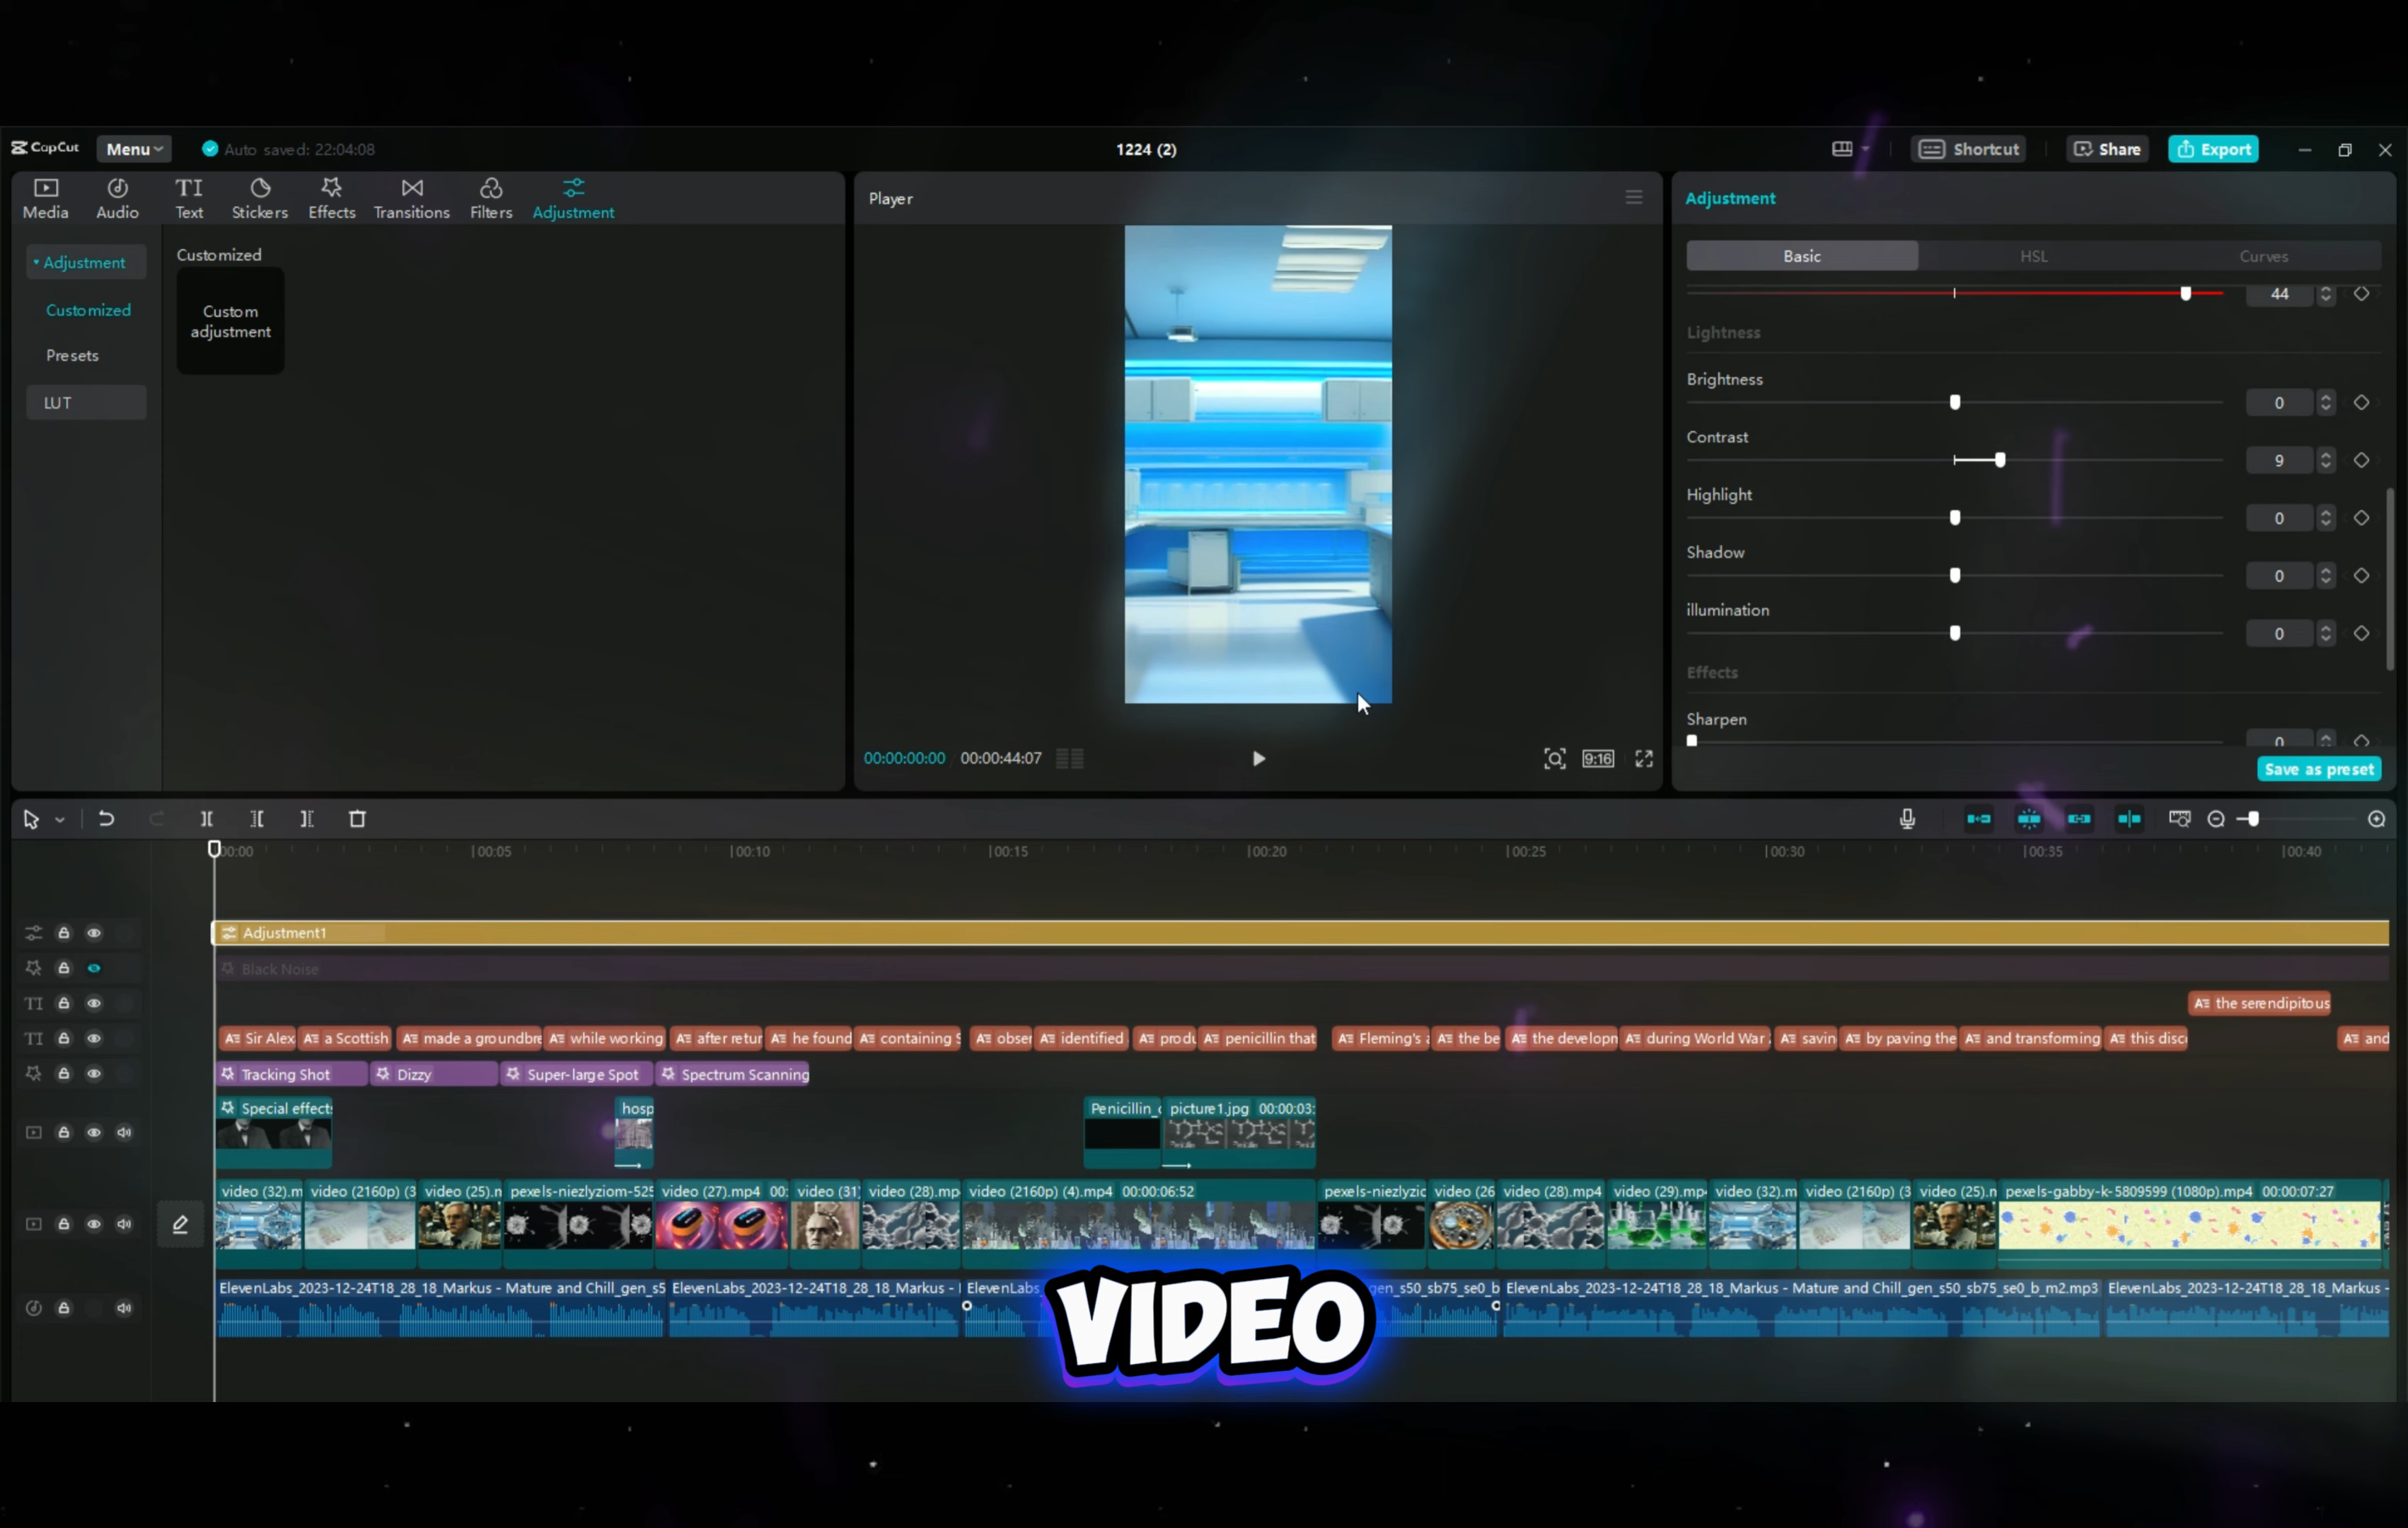 CapCut Menu Auto saved: 22:04:08 1224 (2) Shortcut Share Export
Media Audio Text Stickers Effects Transitions Filters Adjustment
Adjustment
Customized
Presets
LUT
Customized
Custom
adjustment
Player
00:00:00:00 00:00:44:07 9:16
Adjustment
Basic HSL Curves
44
Lightness
Brightness
0
Contrast
9
Highlight
0
Shadow
0
illumination
0
Effects
Sharpen
0
Save as preset
00:00 00:05 00:10 00:15 00:20 00:25 00:30 00:35 00:40
Adjustment1
Black Noise
the serendipitous
Sir Alex a Scottish made a groundbre while working after retur he found containing S obser identified produ penicillin that Fleming's the be the developn during World War savin by paving the and transforming this disc and
Tracking Shot Dizzy Super-large Spot Spectrum Scanning
Special effects hosp Penicillin_ picture1.jpg 00:00:03:
video (32).m video (2160p) (3 video (25).n pexels-niezlyziom-525 video (27).mp4 00: video (31) video (28).mp video (2160p) (4).mp4 00:00:06:52 pexels-niezlyzic video (26 video (28).mp4 video (29).mp video (32).m video (2160p) (3 video (25).n pexels-gabby-k-5809599 (1080p).mp4 00:00:07:27
ElevenLabs_2023-12-24T18_28_18_Markus - Mature and Chill_gen_s5 ElevenLabs_2023-12-24T18_28_18_Markus - ElevenLabs gen_s50_sb75_se0_b ElevenLabs_2023-12-24T18_28_18_Markus - Mature and Chill_gen_s50_sb75_se0_b_m2.mp3 ElevenLabs_2023-12-24T18_28_18_Markus -
VIDEO